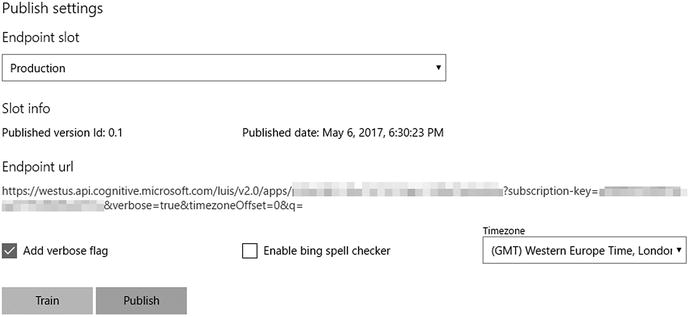 Publish settings
Endpoint slot
Production
Slot info
Published version Id: 0.1 Published date: May 6, 2017, 6:30:23 PM
Endpoint url
https://westus.api.cognitive.microsoft.com/luis/v2.0/apps/ ?subscription-key=
&verbose=true&timezoneOffset=0&q=
Timezone
Add verbose flag Enable bing spell checker (GMT) Western Europe Time, London
Train Publish